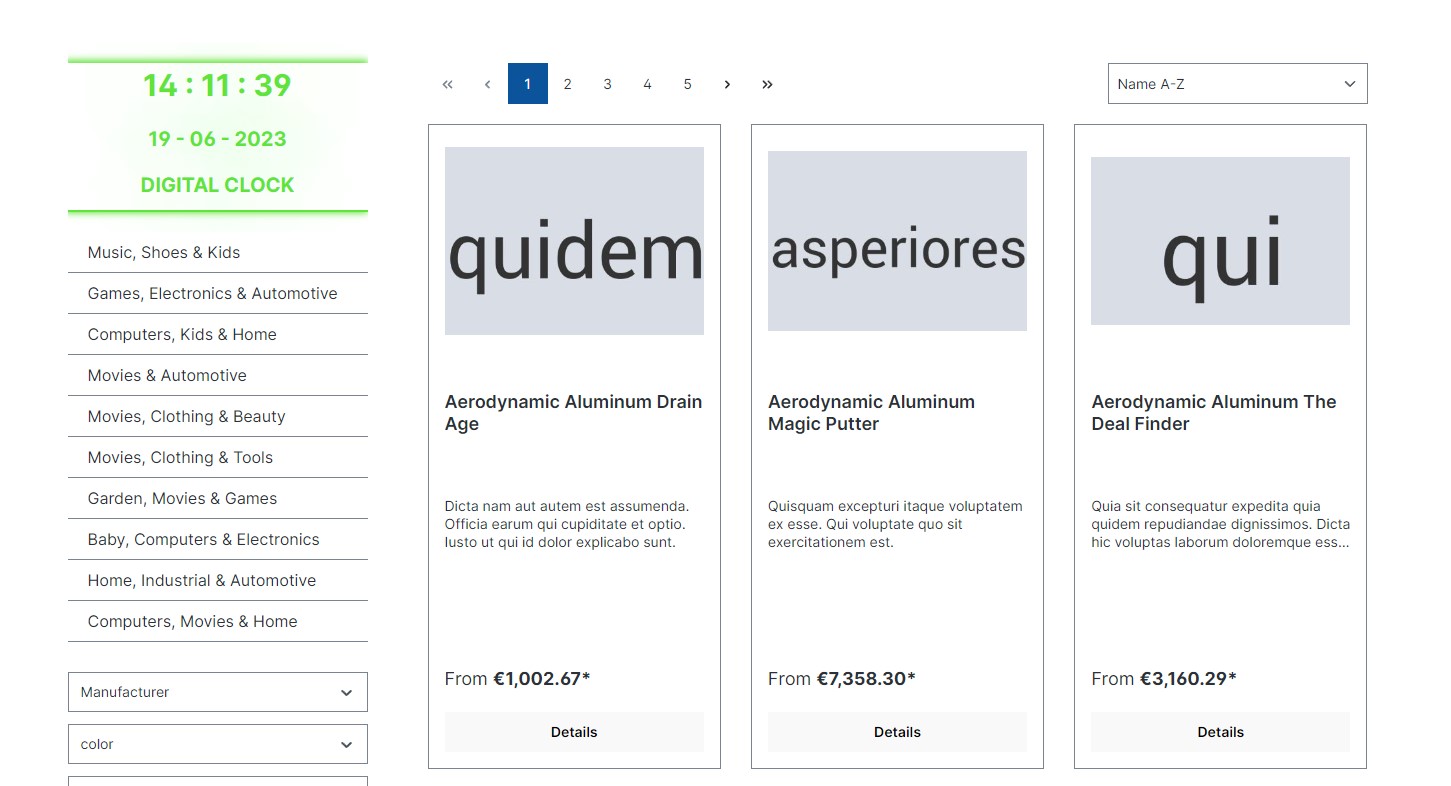 14 : 11 : 39
19 - 06 - 2023
DIGITAL CLOCK
Music, Shoes & Kids
Games, Electronics & Automotive
Computers, Kids & Home
Movies & Automotive
Movies, Clothing & Beauty
Movies, Clothing & Tools
Garden, Movies & Games
Baby, Computers & Electronics
Home, Industrial & Automotive
Computers, Movies & Home
Manufacturer
color
« ‹ 1 2 3 4 5 › »
Name A-Z
quidem
Aerodynamic Aluminum Drain
Age
Dicta nam aut autem est assumenda.
Officia earum qui cupiditate et optio.
Iusto ut qui id dolor explicabo sunt.
From €1,002.67*
Details
asperiores
Aerodynamic Aluminum
Magic Putter
Quisquam excepturi itaque voluptatem
ex esse. Qui voluptate quo sit
exercitationem est.
From €7,358.30*
Details
qui
Aerodynamic Aluminum The
Deal Finder
Quia sit consequatur expedita quia
quidem repudiandae dignissimos. Dicta
hic voluptas laborum doloremque ess...
From €3,160.29*
Details